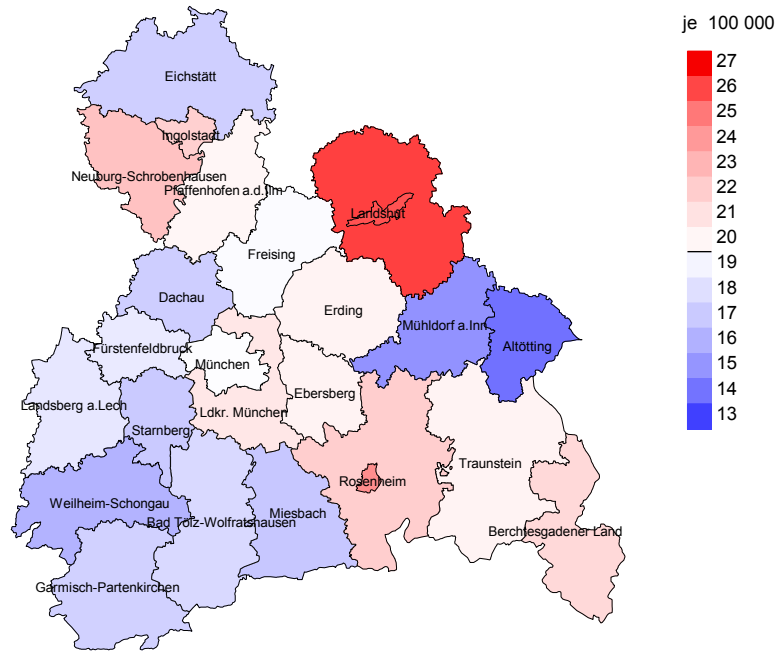 je 100 000
27
26
25
24
23
22
21
20
19
18
17
16
15
14
13
Eichstätt
Ingolstadt
Neuburg-Schrobenhausen
Pfaffenhofen a.d.Ilm
Landshut
Freising
Dachau
Erding
Mühldorf a.Inn
Altötting
Fürstenfeldbruck
München
Ebersberg
Landsberg a.Lech
Ldkr. München
Starnberg
Traunstein
Rosenheim
Weilheim-Schongau
Miesbach
Bad Tölz-Wolfratshausen
Berchtesgadener Land
Garmisch-Partenkirchen